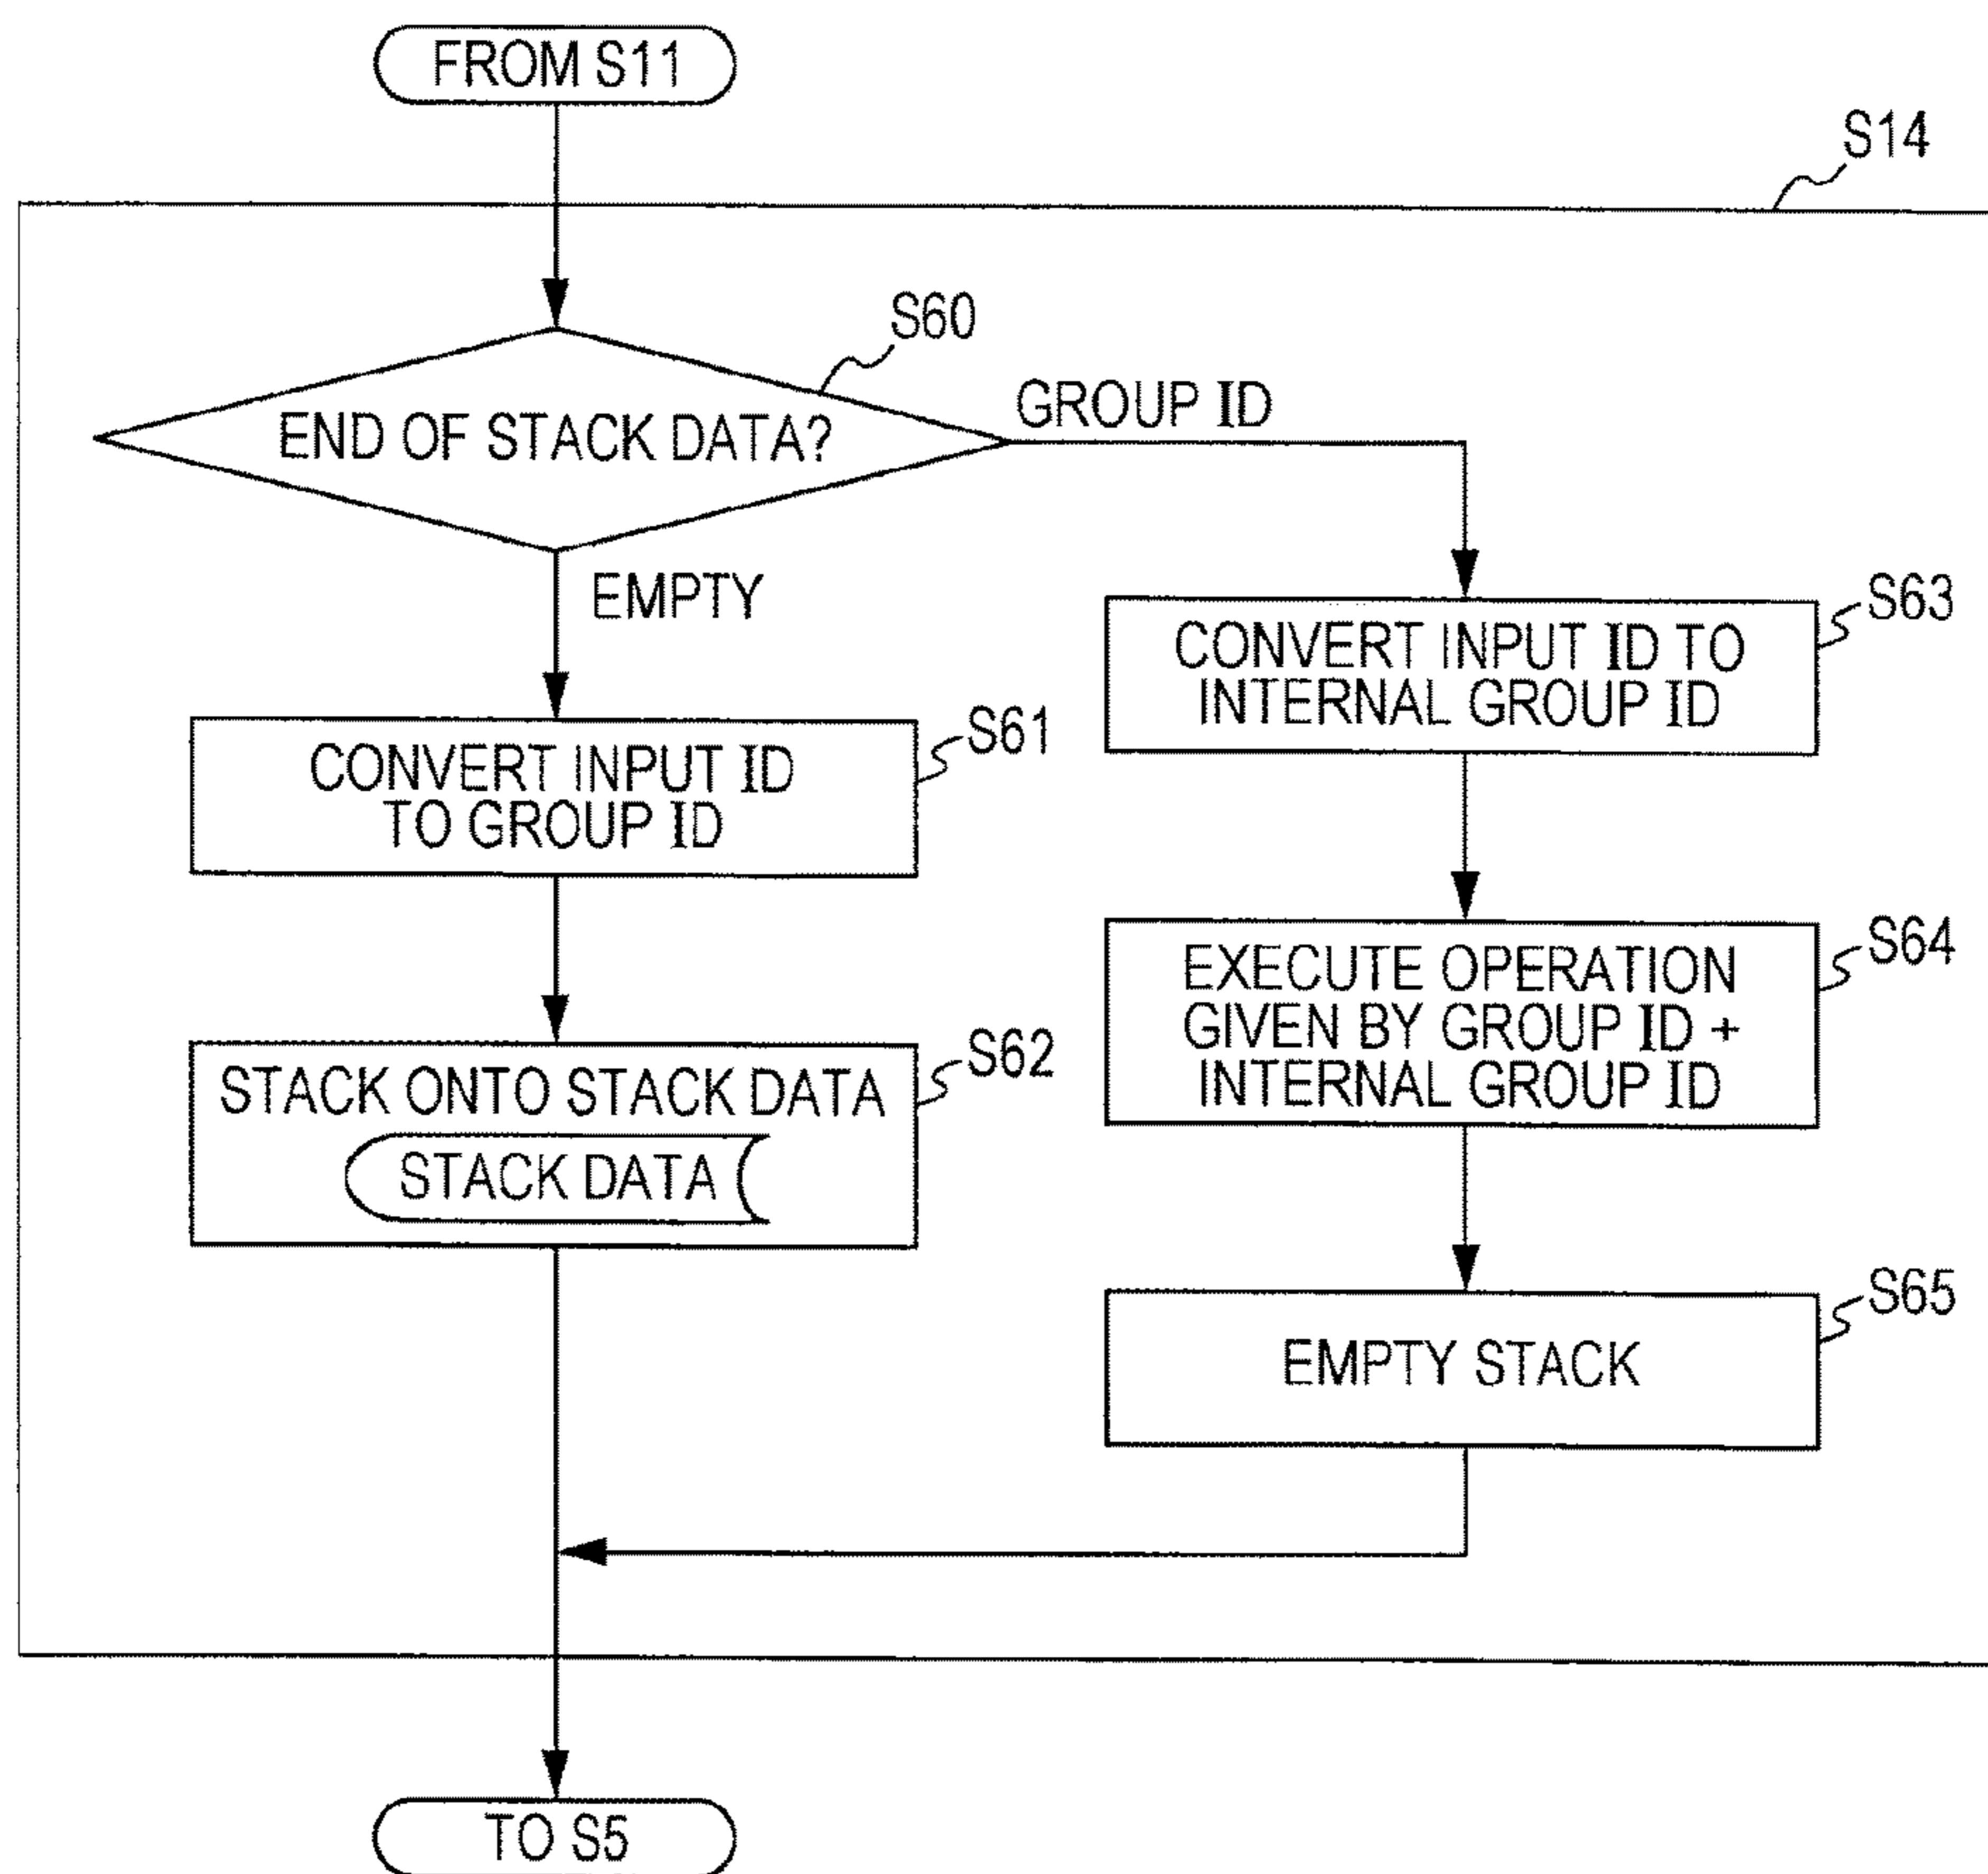 FROM S11
S14
S60
END OF STACK DATA?
GROUP ID
EMPTY
S63
CONVERT INPUT ID TO
INTERNAL GROUP ID
S61
CONVERT INPUT ID
TO GROUP ID
S64
EXECUTE OPERATION
GIVEN BY GROUP ID +
INTERNAL GROUP ID
S62
STACK ONTO STACK DATA
STACK DATA
S65
EMPTY STACK
TO S5